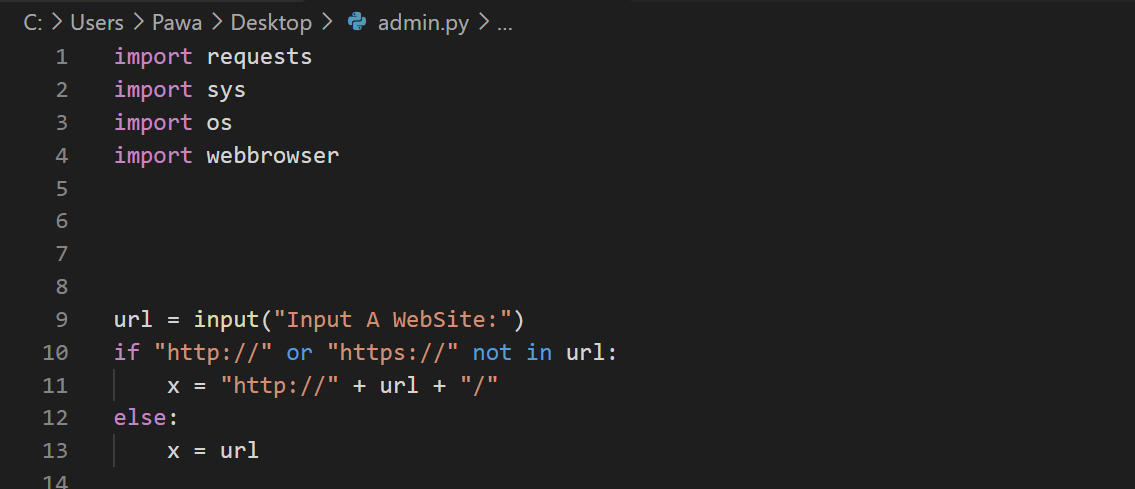 C: > Users > Pawa > Desktop > admin.py > ...
1 import requests
2 import sys
3 import os
4 import webbrowser
5
6
7
8
9 url = input("Input A WebSite:")
10 if "http://" or "https://" not in url:
11     x = "http://" + url + "/"
12 else:
13     x = url
14